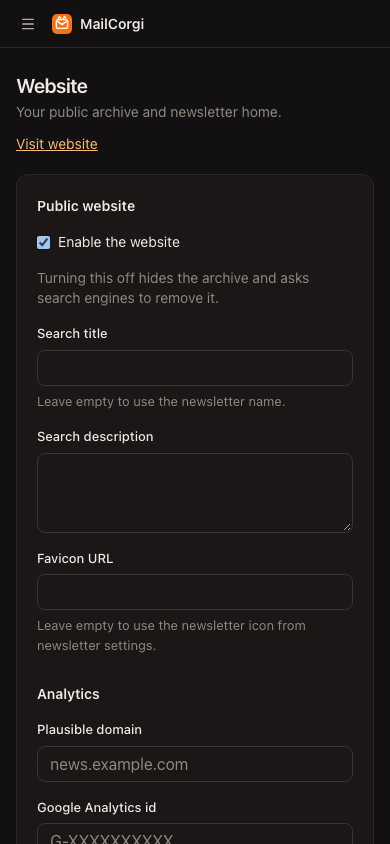 MailCorgi
Website
Your public archive and newsletter home.
Visit website
Public website
Enable the website
Turning this off hides the archive and asks
search engines to remove it.
Search title
Leave empty to use the newsletter name.
Search description
Favicon URL
Leave empty to use the newsletter icon from
newsletter settings.
Analytics
Plausible domain
news.example.com
Google Analytics id
G-XXXXXXXXXX